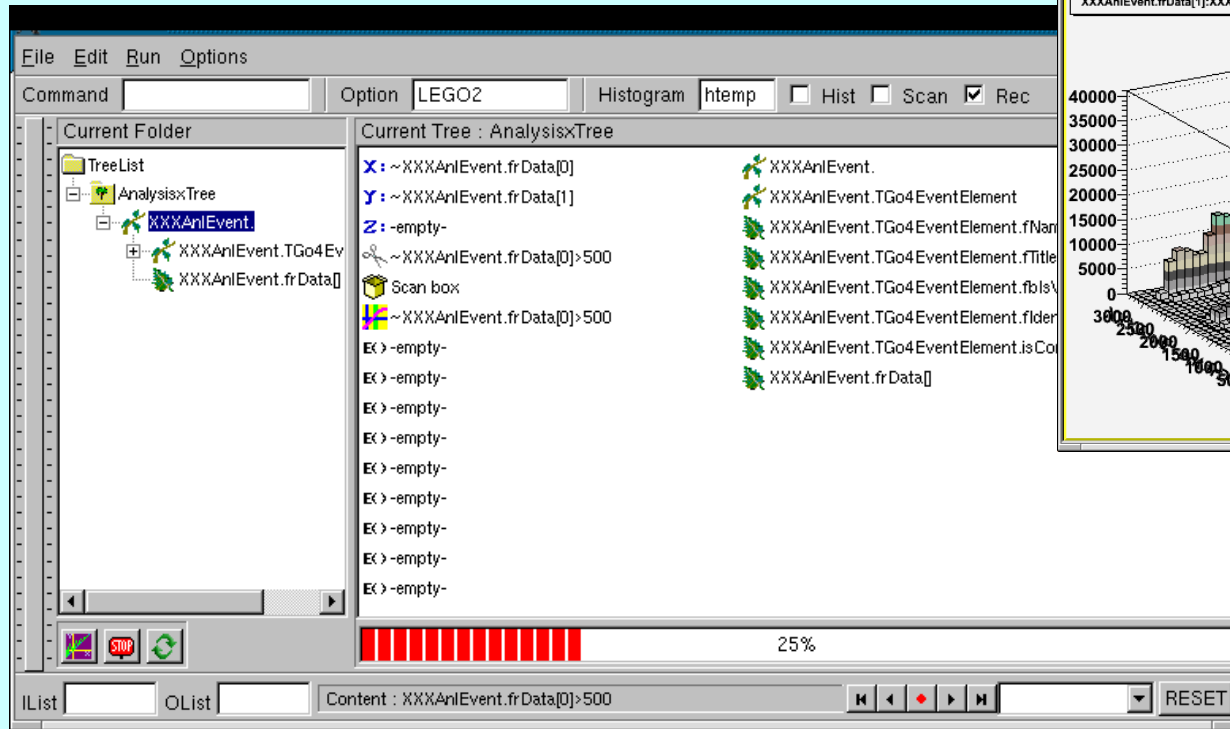 File Edit Run Options
Command Option LEGO2 Histogram htemp Hist Scan Rec
Current Folder
TreeList
AnalysisxTree
XXXAnlEvent.
XXXAnlEvent.TGo4Ev
XXXAnlEvent.frData[]
Current Tree : AnalysisxTree
X: ~XXXAnlEvent.frData[0]
Y: ~XXXAnlEvent.frData[1]
Z: -empty-
~XXXAnlEvent.frData[0]>500
Scan box
~XXXAnlEvent.frData[0]>500
E() -empty-
E() -empty-
E() -empty-
E() -empty-
E() -empty-
E() -empty-
E() -empty-
E() -empty-
E() -empty-
XXXAnlEvent.
XXXAnlEvent.TGo4EventElement
XXXAnlEvent.TGo4EventElement.fNam
XXXAnlEvent.TGo4EventElement.fTitle
XXXAnlEvent.TGo4EventElement.fbIsV
XXXAnlEvent.TGo4EventElement.fIden
XXXAnlEvent.TGo4EventElement.isCo
XXXAnlEvent.frData[]
STOP
25%
IList OList Content : XXXAnlEvent.frData[0]>500 RESET
XXXAnlEvent.frData[1]:XXX
40000
35000
30000
25000
20000
15000
10000
5000
0
3000
2500
2000
1500